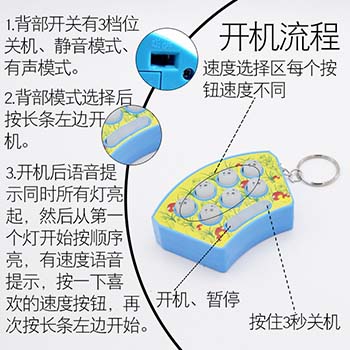 1.背部开关有3档位
关机、静音模式、
有声模式。
2.背部模式选择后
按长条左边开
机。
3.开机后语音提
示同时所有灯亮
起，然后从第一
个灯开始按顺序
亮，有速度语音
提示，按一下喜
欢的速度按钮，再
次按长条左边开始。
开机流程
速度选择区每个按
钮速度不同
开机、暂停
按住3秒关机